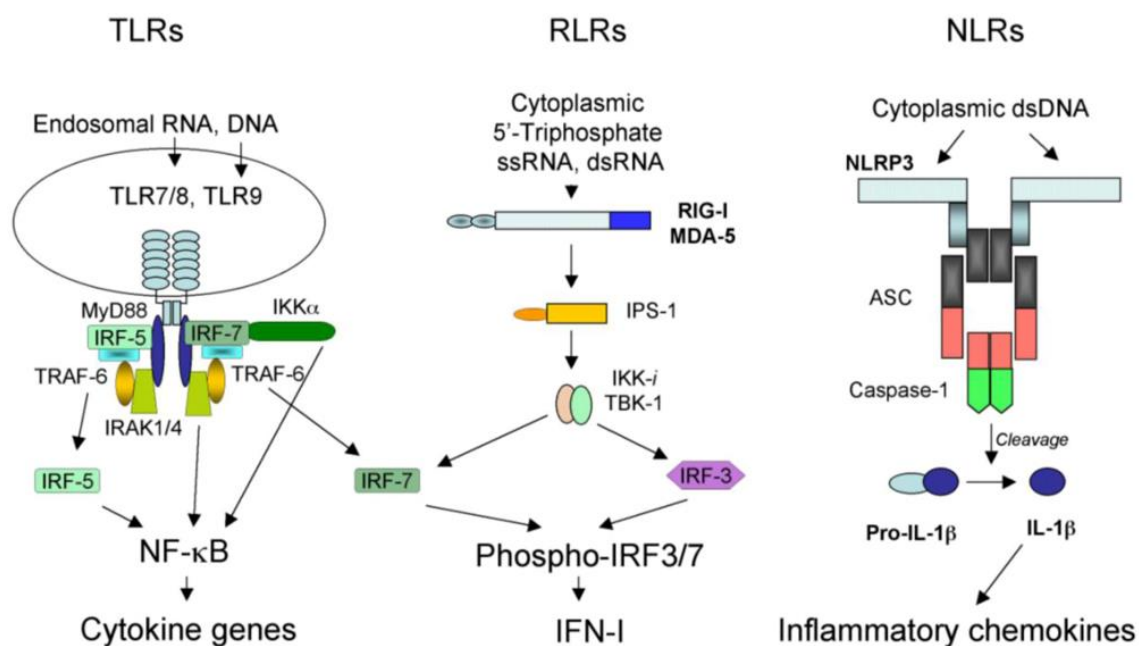 TLRs
Endosomal RNA, DNA
TLR7/8, TLR9
MyD88
IKKα
IRF-5
IRF-7
TRAF-6
TRAF-6
IRAK1/4
IRF-5
NF-κB
Cytokine genes
RLRs
Cytoplasmic
5'-Triphosphate
ssRNA, dsRNA
RIG-I
MDA-5
IPS-1
IKK-i
TBK-1
IRF-7
IRF-3
Phospho-IRF3/7
IFN-I
NLRs
Cytoplasmic dsDNA
NLRP3
ASC
Caspase-1
Cleavage
Pro-IL-1β
IL-1β
Inflammatory chemokines